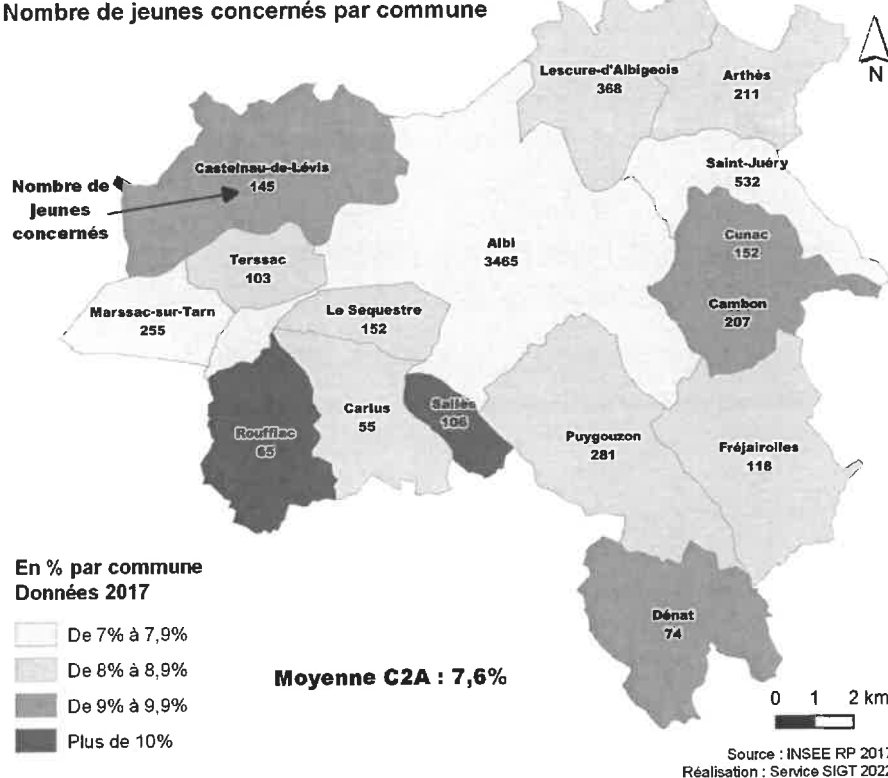 Nombre de jeunes concernés par commune
N
Lescure-d'Albigeois
368
Arthès
211
Castelnau-de-Lévis
145
Saint-Juéry
532
Nombre de
jeunes
concernés
Cunac
152
Albi
3465
Terssac
103
Cambon
207
Marssac-sur-Tarn
255
Le Sequestre
152
Carlus
55
Saliès
106
Rouffiac
65
Puygouzon
281
Fréjairolles
116
En % par commune
Données 2017
De 7% à 7,9%
De 8% à 8,9%
De 9% à 9,9%
Plus de 10%
Dénat
74
Moyenne C2A : 7,6%
0 1 2 km
Source : INSEE RP 2017
Réalisation : Service SIGT 2022